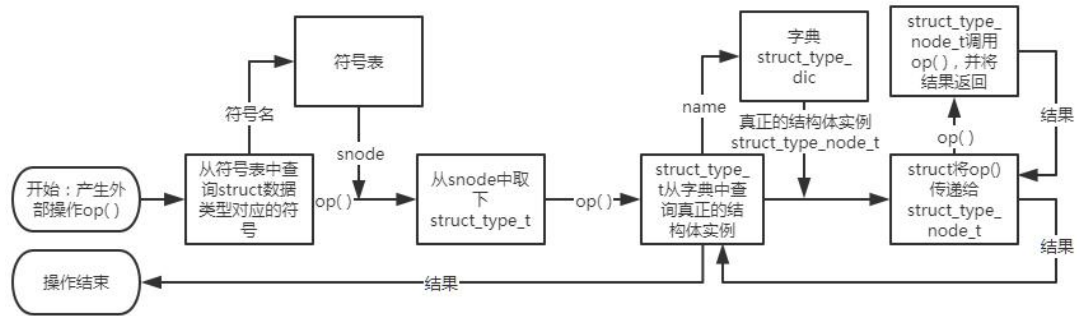 符号表
字典
struct_type_
dic
struct_type_
node_t调用
op( )，并将
结果返回
符号名
snode
name
真正的结构体实例
struct_type_node_t
op( )
结果
开始：产生外
部操作op( )
从符号表中查
询struct数据
类型对应的符
号
op( )
从snode中取
下
struct_type_t
op( )
struct_type_
t从字典中查
询真正的结
构体实例
struct将op()
传递给
struct_type_
node_t
结果
操作结束
结果